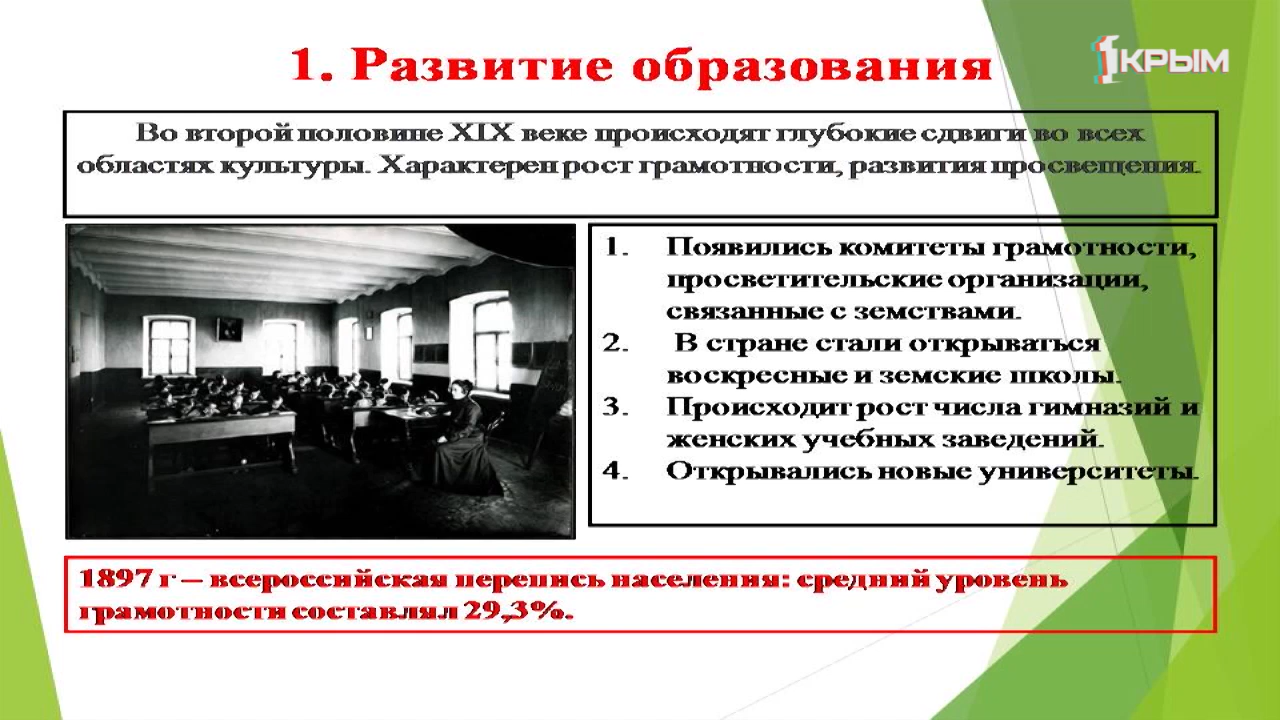 1. Развитие образования
1КРЫМ
Во второй половине XIX веке происходят глубокие сдвиги во всех
областях культуры. Характерен рост грамотности, развития просвещения.
1. Появились комитеты грамотности,
просветительские организации,
связанные с земствами.
2. В стране стали открываться
воскресные и земские школы.
3. Происходит рост числа гимназий и
женских учебных заведений.
4. Открывались новые университеты.
1897 г – всероссийская перепись населения: средний уровень
грамотности составлял 29,3%.